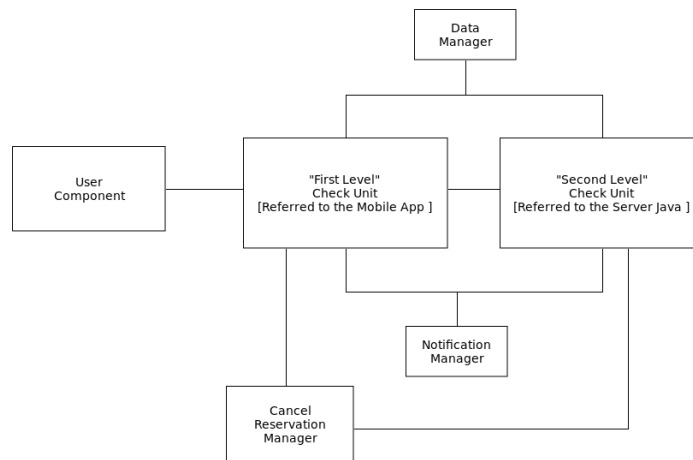 Data
Manager
User
Component
"First Level"
Check Unit
[Referred to the Mobile App ]
"Second Level"
Check Unit
[Referred to the Server Java ]
Notification
Manager
Cancel
Reservation
Manager